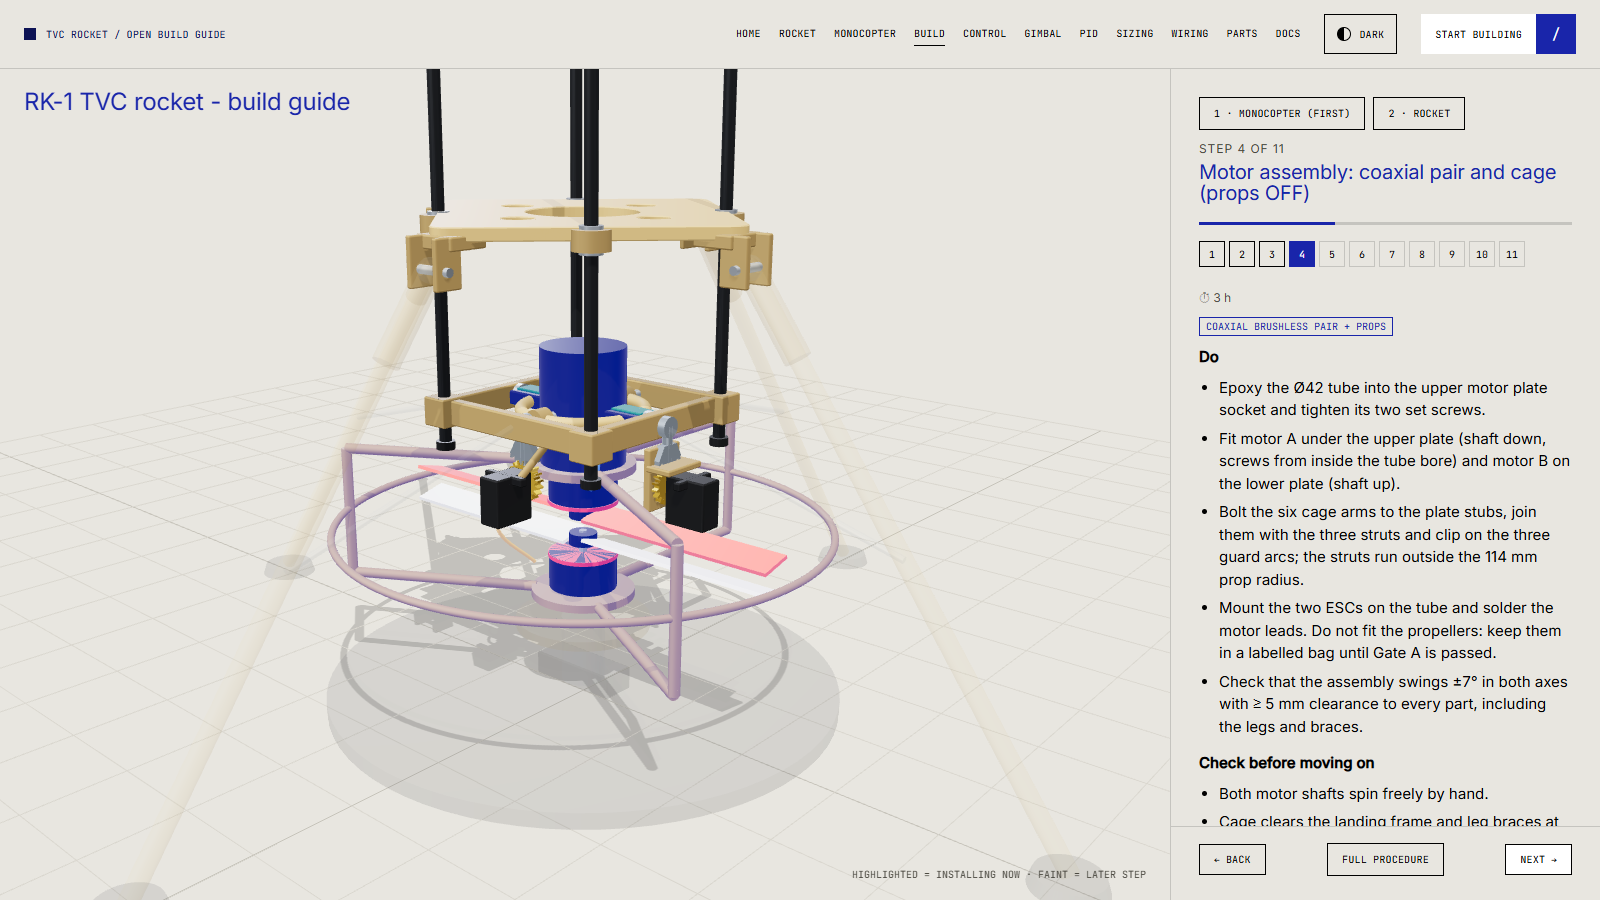 TVC ROCKET / OPEN BUILD GUIDE
HOME ROCKET MONOCOPTER BUILD CONTROL GIMBAL PID SIZING WIRING PARTS DOCS
DARK
START BUILDING /
RK-1 TVC rocket - build guide
1 · MONOCOPTER (FIRST)
2 · ROCKET
STEP 4 OF 11
Motor assembly: coaxial pair and cage
(props OFF)
1 2 3 4 5 6 7 8 9 10 11
⏱ 3 h
COAXIAL BRUSHLESS PAIR + PROPS
Do
• Epoxy the Ø42 tube into the upper motor plate
socket and tighten its two set screws.
• Fit motor A under the upper plate (shaft down,
screws from inside the tube bore) and motor B on
the lower plate (shaft up).
• Bolt the six cage arms to the plate stubs, join
them with the three struts and clip on the three
guard arcs; the struts run outside the 114 mm
prop radius.
• Mount the two ESCs on the tube and solder the
motor leads. Do not fit the propellers: keep them
in a labelled bag until Gate A is passed.
• Check that the assembly swings ±7° in both axes
with ≥ 5 mm clearance to every part, including
the legs and braces.
Check before moving on
• Both motor shafts spin freely by hand.
• Cage clears the landing frame and leg braces at
HIGHLIGHTED = INSTALLING NOW · FAINT = LATER STEP
← BACK
FULL PROCEDURE
NEXT →